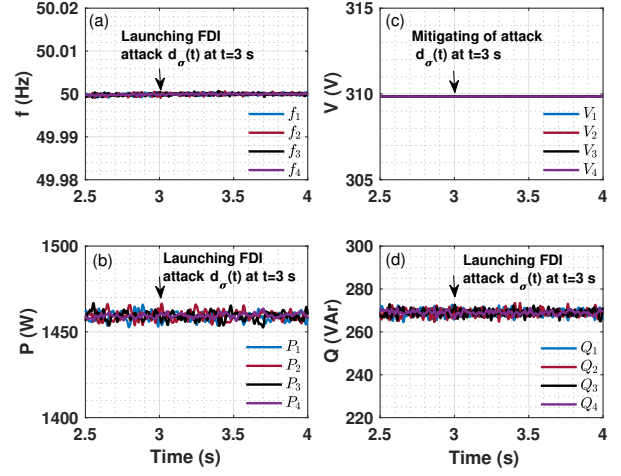 (a)
Launching FDI
attack d_σ(t) at t=3 s
f (Hz)
50.02
50.01
50
49.99
49.98
f_1
f_2
f_3
f_4
2.5 3 3.5 4
(c)
Mitigating of attack
d_σ(t) at t=3 s
V (V)
315
310
305
V_1
V_2
V_3
V_4
2.5 3 3.5 4
(b)
Launching FDI
attack d_σ(t) at t=3 s
P (W)
1500
1450
1400
P_1
P_2
P_3
P_4
2.5 3 3.5 4
Time (s)
(d)
Launching FDI
attack d_σ(t) at t=3 s
Q (VAr)
300
280
260
240
220
Q_1
Q_2
Q_3
Q_4
2.5 3 3.5 4
Time (s)